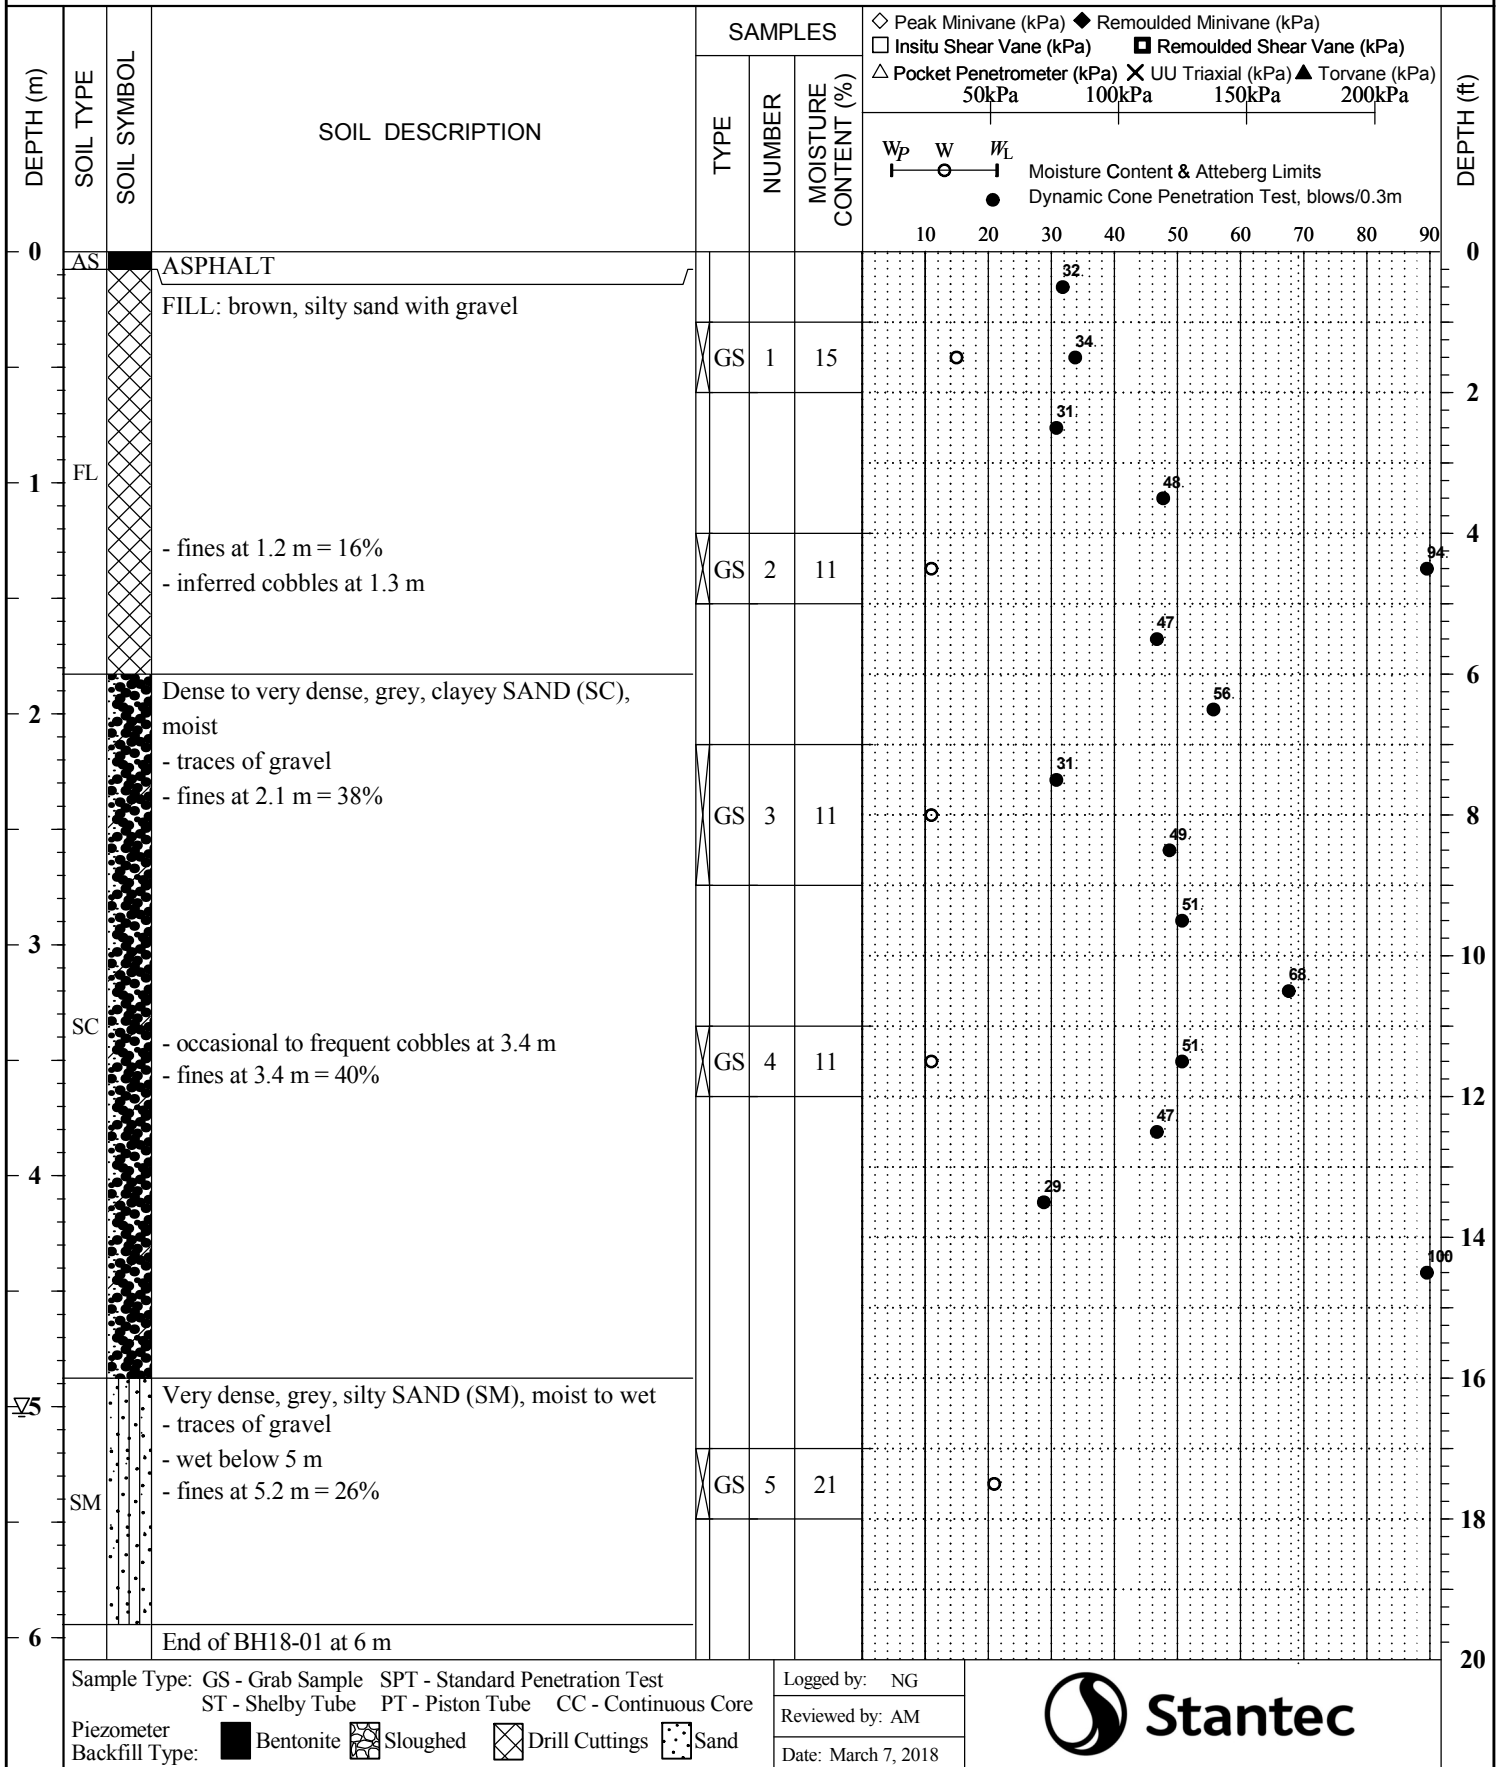 DEPTH (m)
SOIL TYPE
SOIL SYMBOL
SOIL DESCRIPTION
SAMPLES
TYPE
NUMBER
MOISTURE CONTENT (%)
◇ Peak Minivane (kPa) ◆ Remoulded Minivane (kPa)
□ Insitu Shear Vane (kPa) Remoulded Shear Vane (kPa)
△ Pocket Penetrometer (kPa) ✕ UU Triaxial (kPa) ▲ Torvane (kPa)
50kPa 100kPa 150kPa 200kPa
WP W WL
Moisture Content & Atteberg Limits
Dynamic Cone Penetration Test, blows/0.3m
10 20 30 40 50 60 70 80 90
DEPTH (ft)
0 AS ASPHALT 0
32
FILL: brown, silty sand with gravel
GS 1 15
34
2
31
FL
1
48
- fines at 1.2 m = 16%
4
- inferred cobbles at 1.3 m
GS 2 11
94
47
6
Dense to very dense, grey, clayey SAND (SC),
2
moist
56
- traces of gravel
31
- fines at 2.1 m = 38%
GS 3 11
8
49
51
3
10
68
SC
- occasional to frequent cobbles at 3.4 m
GS 4 11
51
- fines at 3.4 m = 40%
12
47
4
29
14
100
16
Very dense, grey, silty SAND (SM), moist to wet
5
- traces of gravel
- wet below 5 m
- fines at 5.2 m = 26%
GS 5 21
SM
18
6
End of BH18-01 at 6 m
20
Sample Type: GS - Grab Sample SPT - Standard Penetration Test
ST - Shelby Tube PT - Piston Tube CC - Continuous Core
Piezometer
Backfill Type: Bentonite Sloughed Drill Cuttings Sand
Logged by: NG
Reviewed by: AM
Date: March 7, 2018
Stantec